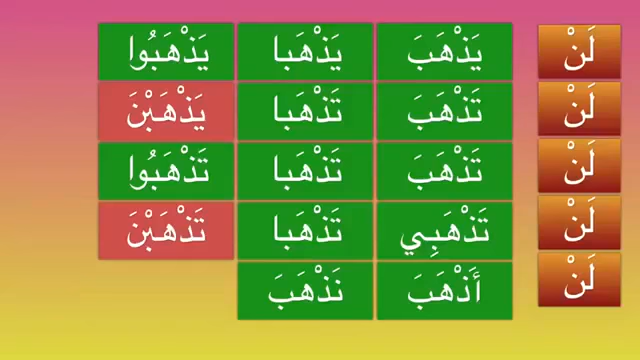 لَنْ يَذْهَبَ يَذْهَبا يَذْهَبُوا
لَنْ تَذْهَبَ تَذْهَبا يَذْهَبْنَ
لَنْ تَذْهَبَ تَذْهَبا تَذْهَبُوا
لَنْ تَذْهَبِي تَذْهَبا تَذْهَبْنَ
لَنْ أَذْهَبَ نَذْهَبَ